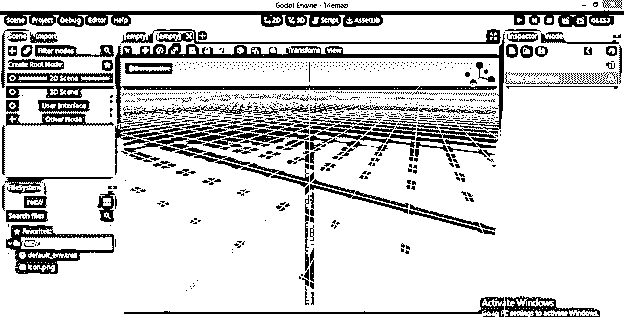 Godot Engine - Tilemap
Scene Project Debug Editor Help
2D 3D Script AssetLib
GLES3
Scene Import
Filter nodes
Create Root Node:
2D Scene
3D Scene
User Interface
Other Node
[empty] [empty]
Transform View
Inspector Node
FileSystem
res://
Search files
Favorites:
default_env.tres
icon.png
Activate Windows
Go to PC settings to activate Windows.